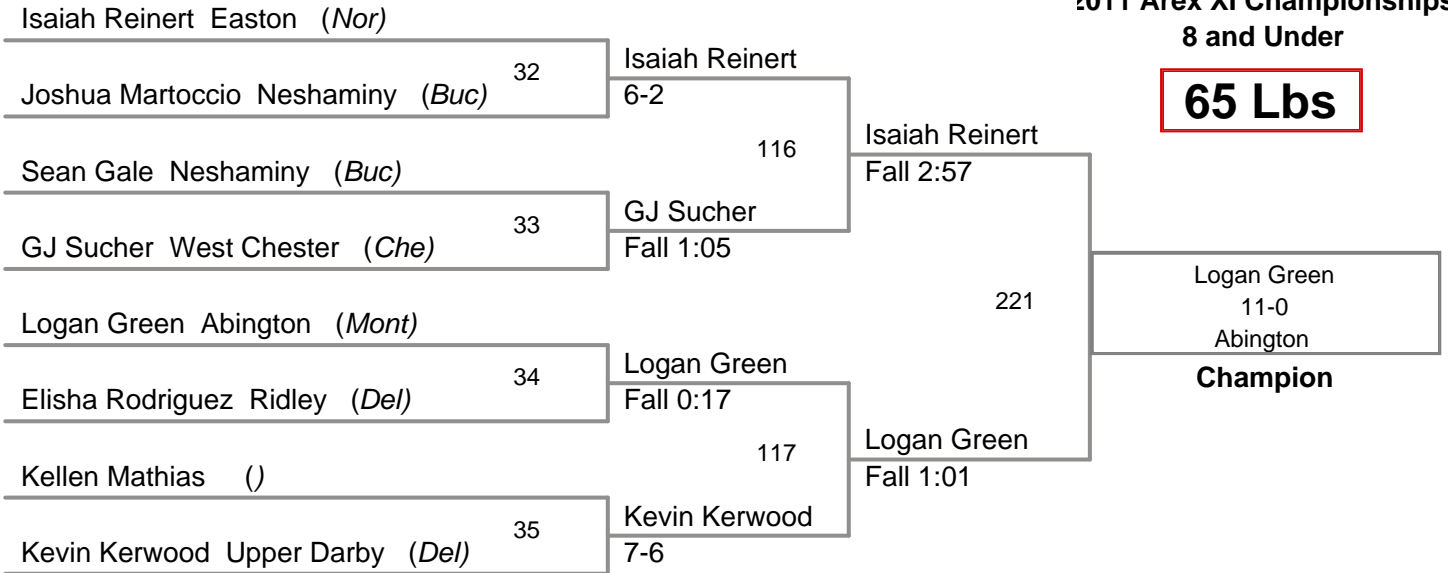 2011 Arex XI Championships
8 and Under
65 Lbs
Isaiah Reinert Easton (Nor)
32
Joshua Martoccio Neshaminy (Buc)
Isaiah Reinert
6-2
116
Sean Gale Neshaminy (Buc)
33
GJ Sucher West Chester (Che)
GJ Sucher
Fall 1:05
Isaiah Reinert
Fall 2:57
221
Logan Green Abington (Mont)
34
Elisha Rodriguez Ridley (Del)
Logan Green
Fall 0:17
117
Kellen Mathias ()
35
Kevin Kerwood Upper Darby (Del)
Kevin Kerwood
7-6
Logan Green
Fall 1:01
Logan Green
11-0
Abington
Champion